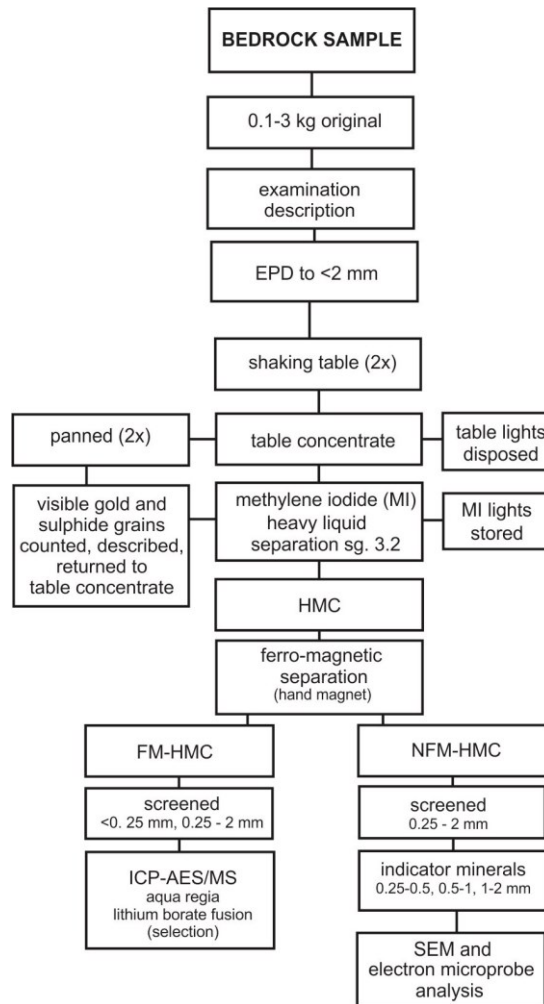 BEDROCK SAMPLE
0.1-3 kg original
examination
description
EPD to <2 mm
shaking table (2x)
panned (2x)
table concentrate
table lights
disposed
visible gold and
sulphide grains
counted, described,
returned to
table concentrate
methylene iodide (MI)
heavy liquid
separation sg. 3.2
MI lights
stored
HMC
ferro-magnetic
separation
(hand magnet)
FM-HMC
NFM-HMC
screened
<0. 25 mm, 0.25 - 2 mm
screened
0.25 - 2 mm
ICP-AES/MS
aqua regia
lithium borate fusion
(selection)
indicator minerals
0.25-0.5, 0.5-1, 1-2 mm
SEM and
electron microprobe
analysis